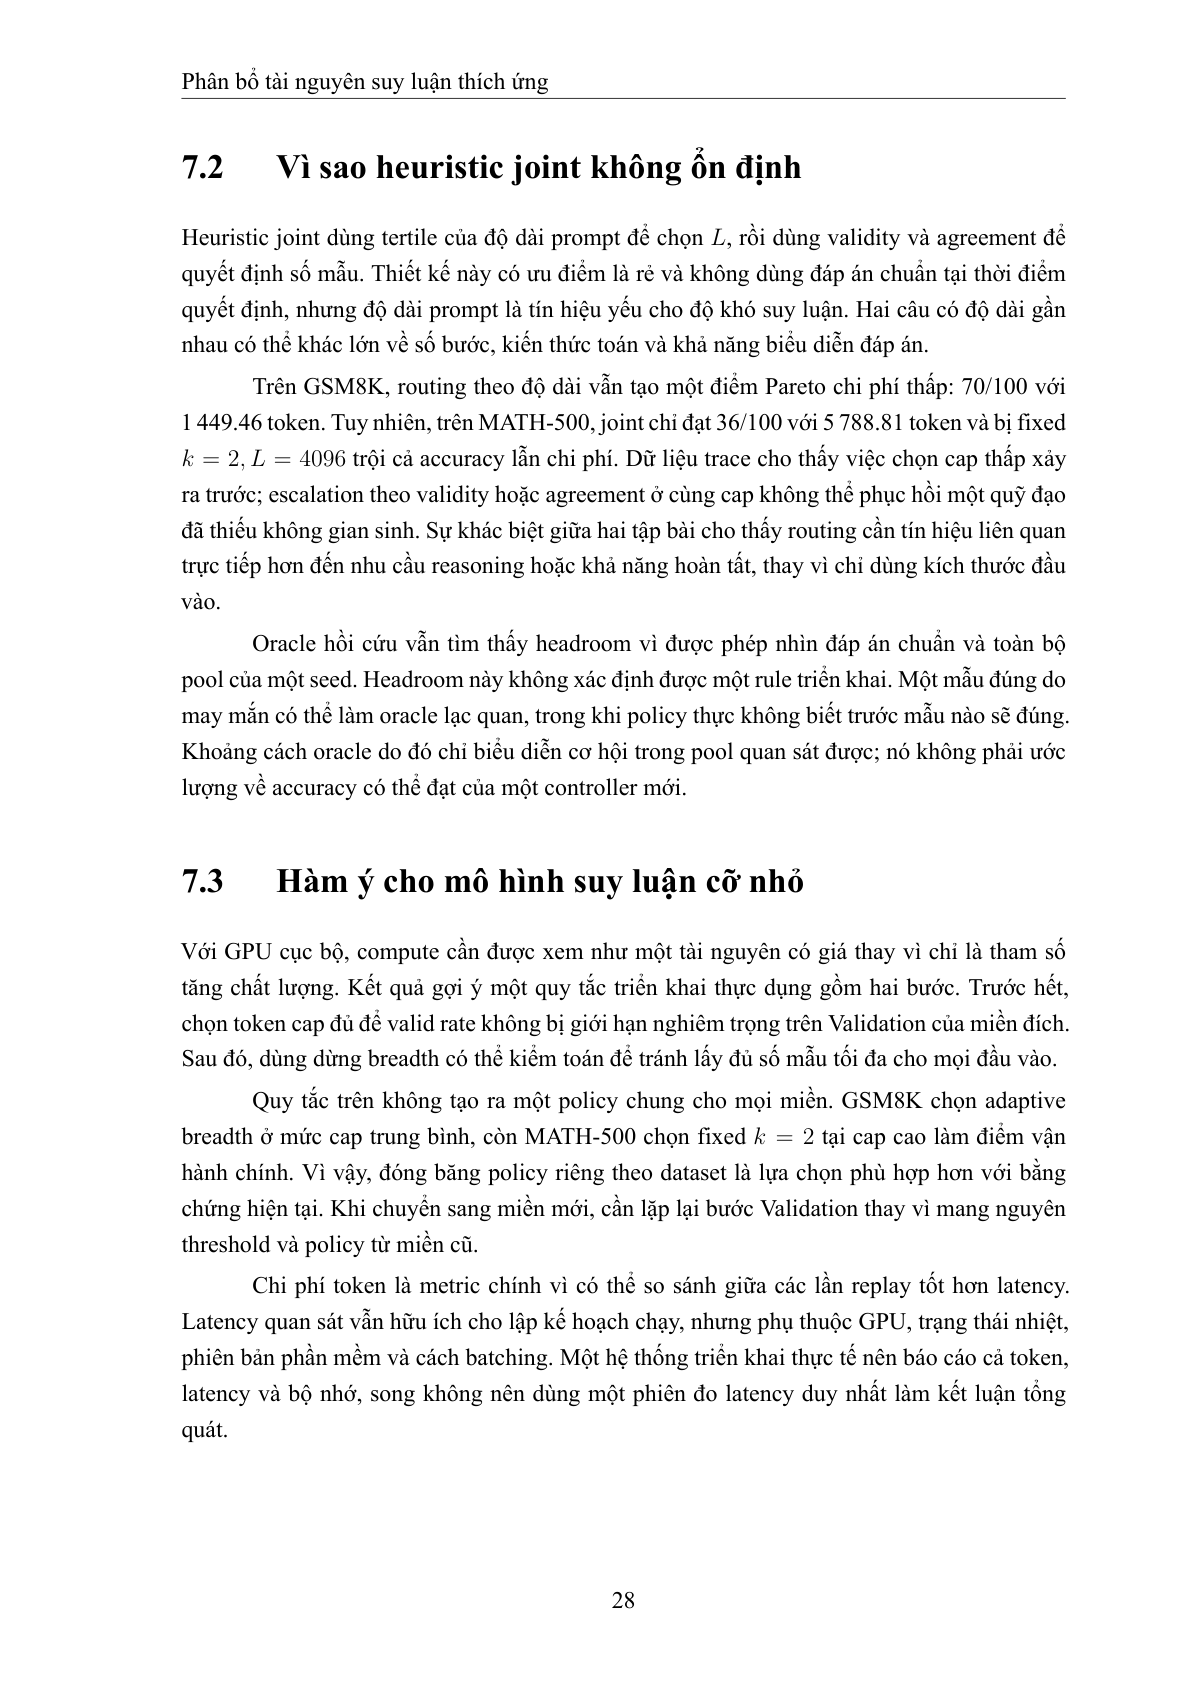 Phân bổ tài nguyên suy luận thích ứng
7.2 Vì sao heuristic joint không ổn định
Heuristic joint dùng tertile của độ dài prompt để chọn L, rồi dùng validity và agreement để
quyết định số mẫu. Thiết kế này có ưu điểm là rẻ và không dùng đáp án chuẩn tại thời điểm
quyết định, nhưng độ dài prompt là tín hiệu yếu cho độ khó suy luận. Hai câu có độ dài gần
nhau có thể khác lớn về số bước, kiến thức toán và khả năng biểu diễn đáp án.
Trên GSM8K, routing theo độ dài vẫn tạo một điểm Pareto chi phí thấp: 70/100 với
1 449.46 token. Tuy nhiên, trên MATH-500, joint chỉ đạt 36/100 với 5 788.81 token và bị fixed
k = 2, L = 4096 trội cả accuracy lẫn chi phí. Dữ liệu trace cho thấy việc chọn cap thấp xảy
ra trước; escalation theo validity hoặc agreement ở cùng cap không thể phục hồi một quỹ đạo
đã thiếu không gian sinh. Sự khác biệt giữa hai tập bài cho thấy routing cần tín hiệu liên quan
trực tiếp hơn đến nhu cầu reasoning hoặc khả năng hoàn tất, thay vì chỉ dùng kích thước đầu
vào.
Oracle hồi cứu vẫn tìm thấy headroom vì được phép nhìn đáp án chuẩn và toàn bộ
pool của một seed. Headroom này không xác định được một rule triển khai. Một mẫu đúng do
may mắn có thể làm oracle lạc quan, trong khi policy thực không biết trước mẫu nào sẽ đúng.
Khoảng cách oracle do đó chỉ biểu diễn cơ hội trong pool quan sát được; nó không phải ước
lượng về accuracy có thể đạt của một controller mới.
7.3 Hàm ý cho mô hình suy luận cỡ nhỏ
Với GPU cục bộ, compute cần được xem như một tài nguyên có giá thay vì chỉ là tham số
tăng chất lượng. Kết quả gợi ý một quy tắc triển khai thực dụng gồm hai bước. Trước hết,
chọn token cap đủ để valid rate không bị giới hạn nghiêm trọng trên Validation của miền đích.
Sau đó, dùng dừng breadth có thể kiểm toán để tránh lấy đủ số mẫu tối đa cho mọi đầu vào.
Quy tắc trên không tạo ra một policy chung cho mọi miền. GSM8K chọn adaptive
breadth ở mức cap trung bình, còn MATH-500 chọn fixed k = 2 tại cap cao làm điểm vận
hành chính. Vì vậy, đóng băng policy riêng theo dataset là lựa chọn phù hợp hơn với bằng
chứng hiện tại. Khi chuyển sang miền mới, cần lặp lại bước Validation thay vì mang nguyên
threshold và policy từ miền cũ.
Chi phí token là metric chính vì có thể so sánh giữa các lần replay tốt hơn latency.
Latency quan sát vẫn hữu ích cho lập kế hoạch chạy, nhưng phụ thuộc GPU, trạng thái nhiệt,
phiên bản phần mềm và cách batching. Một hệ thống triển khai thực tế nên báo cáo cả token,
latency và bộ nhớ, song không nên dùng một phiên đo latency duy nhất làm kết luận tổng
quát.
28